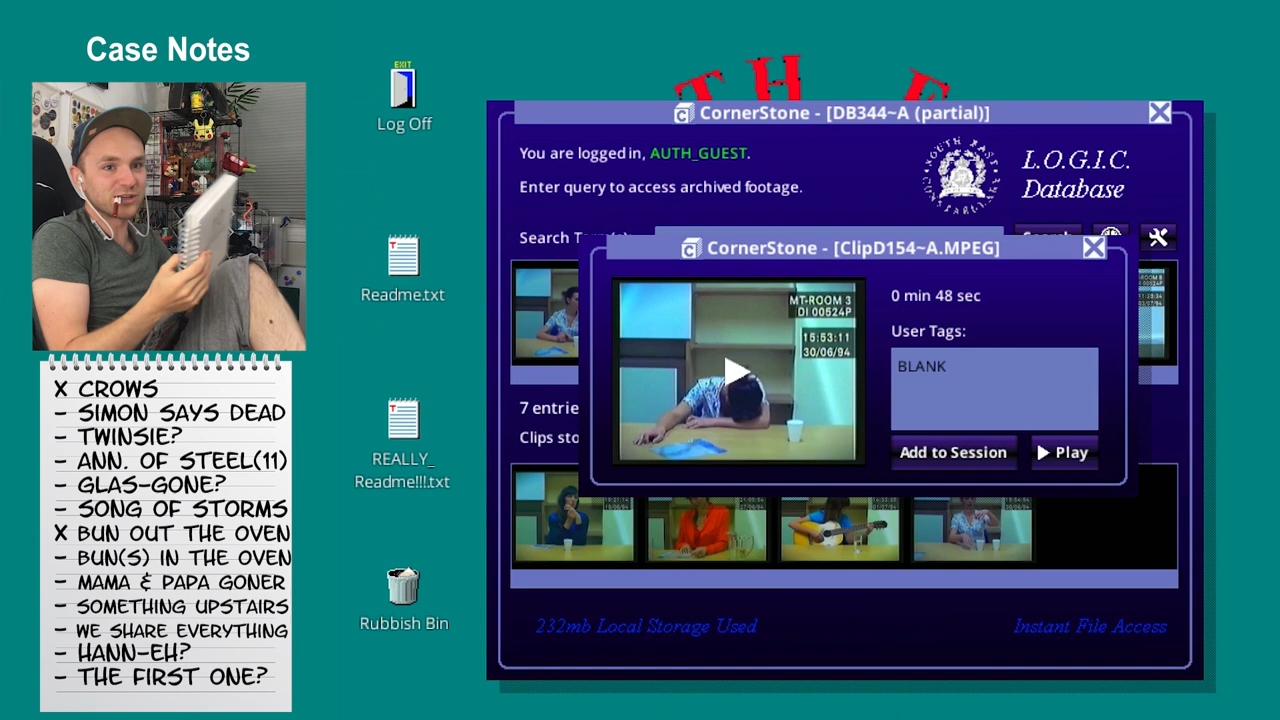 Case Notes
X CROWS
- SIMON SAYS DEAD
- TWINSIE?
- ANN. OF STEEL(11)
- GLAS-GONE?
- SONG OF STORMS
X BUN OUT THE OVEN
- BUN(S) IN THE OVEN
- MAMA & PAPA GONER
- SOMETHING UPSTAIRS
- WE SHARE EVERYTHING
- HANN-EH?
- THE FIRST ONE?
EXIT
Log Off
Readme.txt
REALLY_
Readme!!!.txt
Rubbish Bin
T H E
CornerStone - [DB344~A (partial)]
You are logged in, AUTH_GUEST.
Enter query to access archived footage.
L.O.G.I.C.
Database
Search
CornerStone - [ClipD154~A.MPEG]
MT-ROOM 3
DI 00524P
15:53:11
30/06/94
0 min 48 sec
User Tags:
BLANK
Add to Session
Play
7 entrie
Clips sto
232mb Local Storage Used
Instant File Access